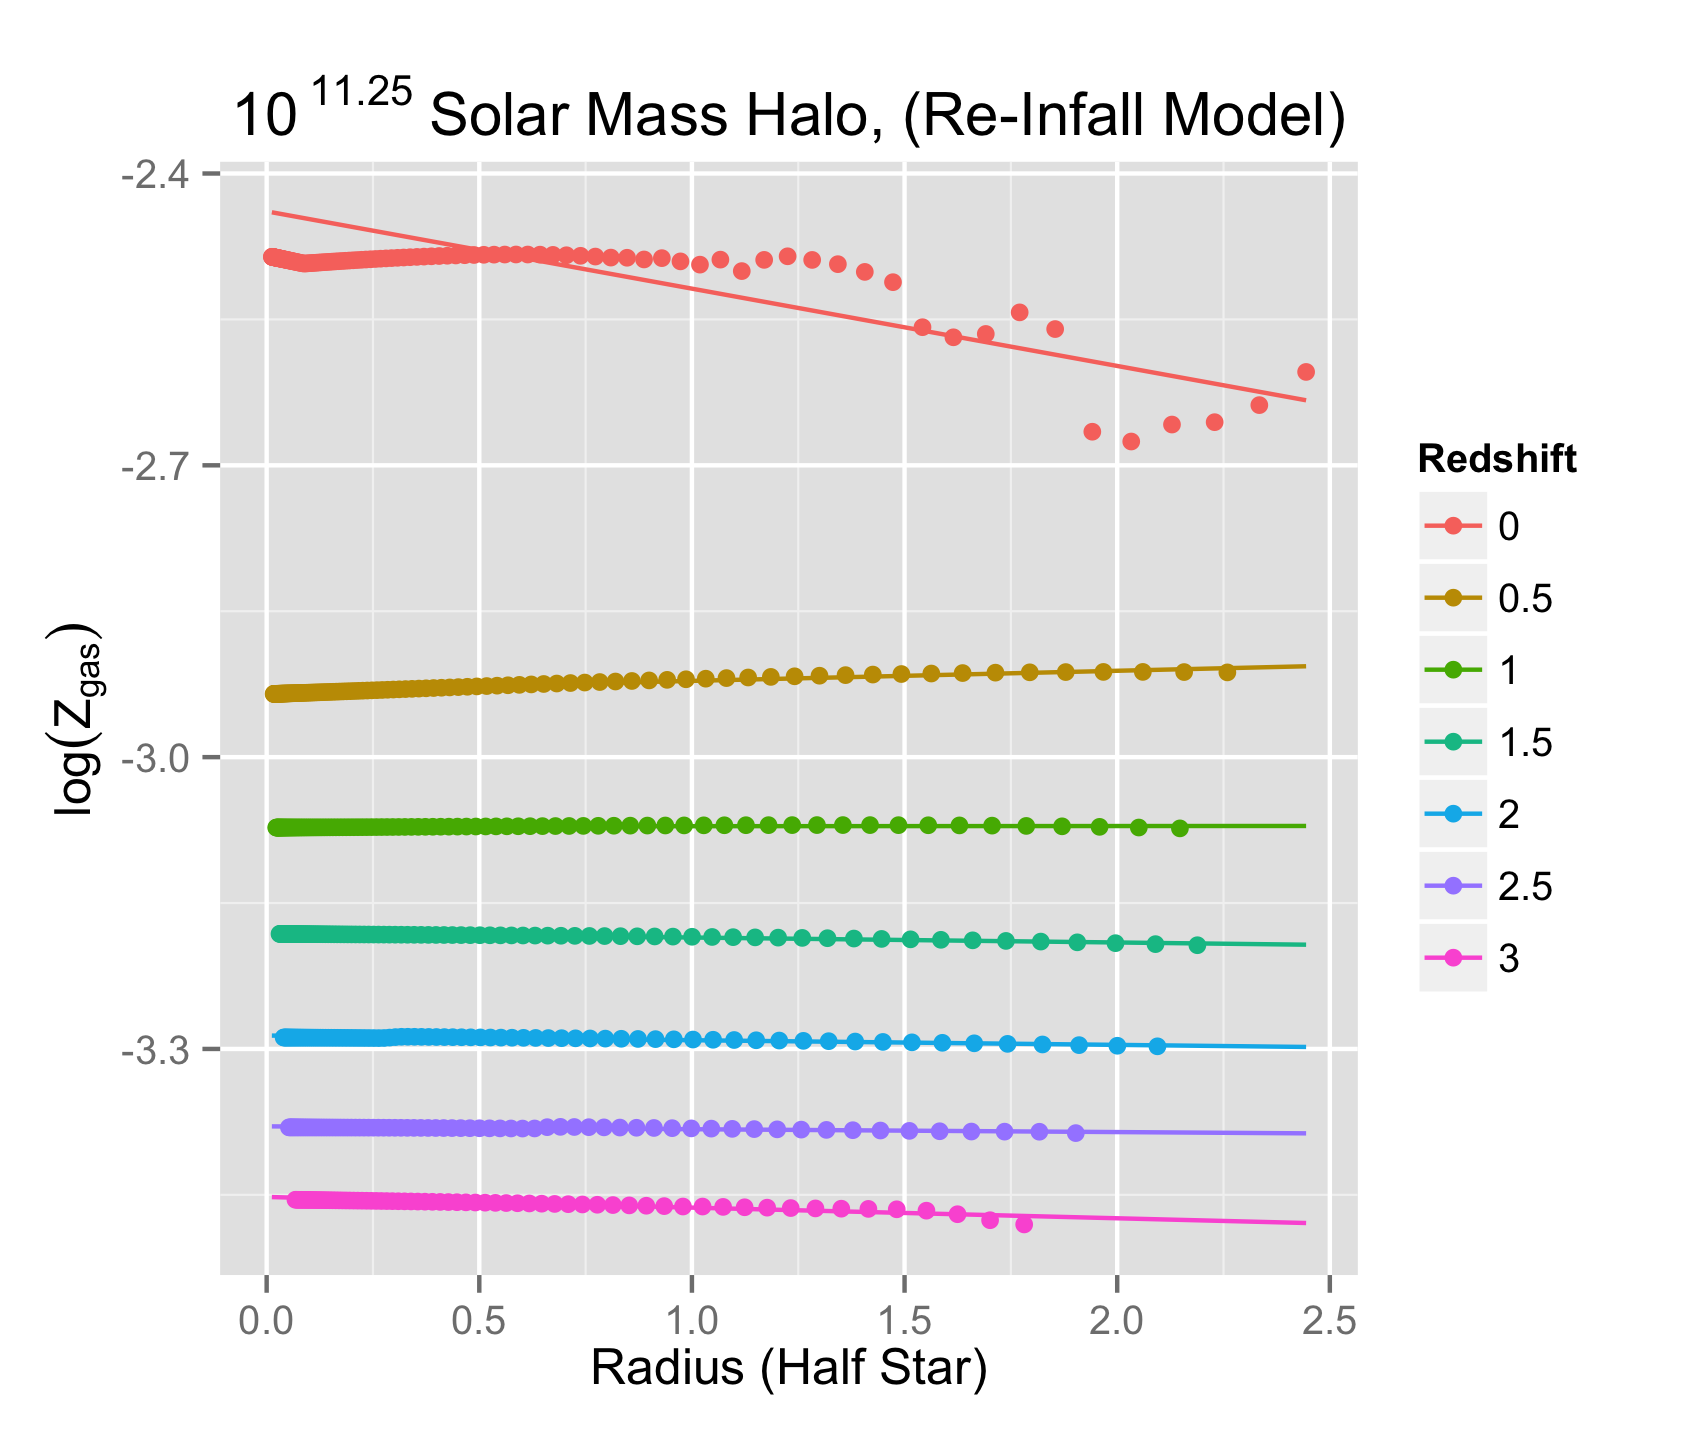 10 11.25 Solar Mass Halo, (Re-Infall Model)
log(Zgas)
-2.4
-2.7
-3.0
-3.3
0.0 0.5 1.0 1.5 2.0 2.5
Radius (Half Star)
Redshift
0
0.5
1
1.5
2
2.5
3